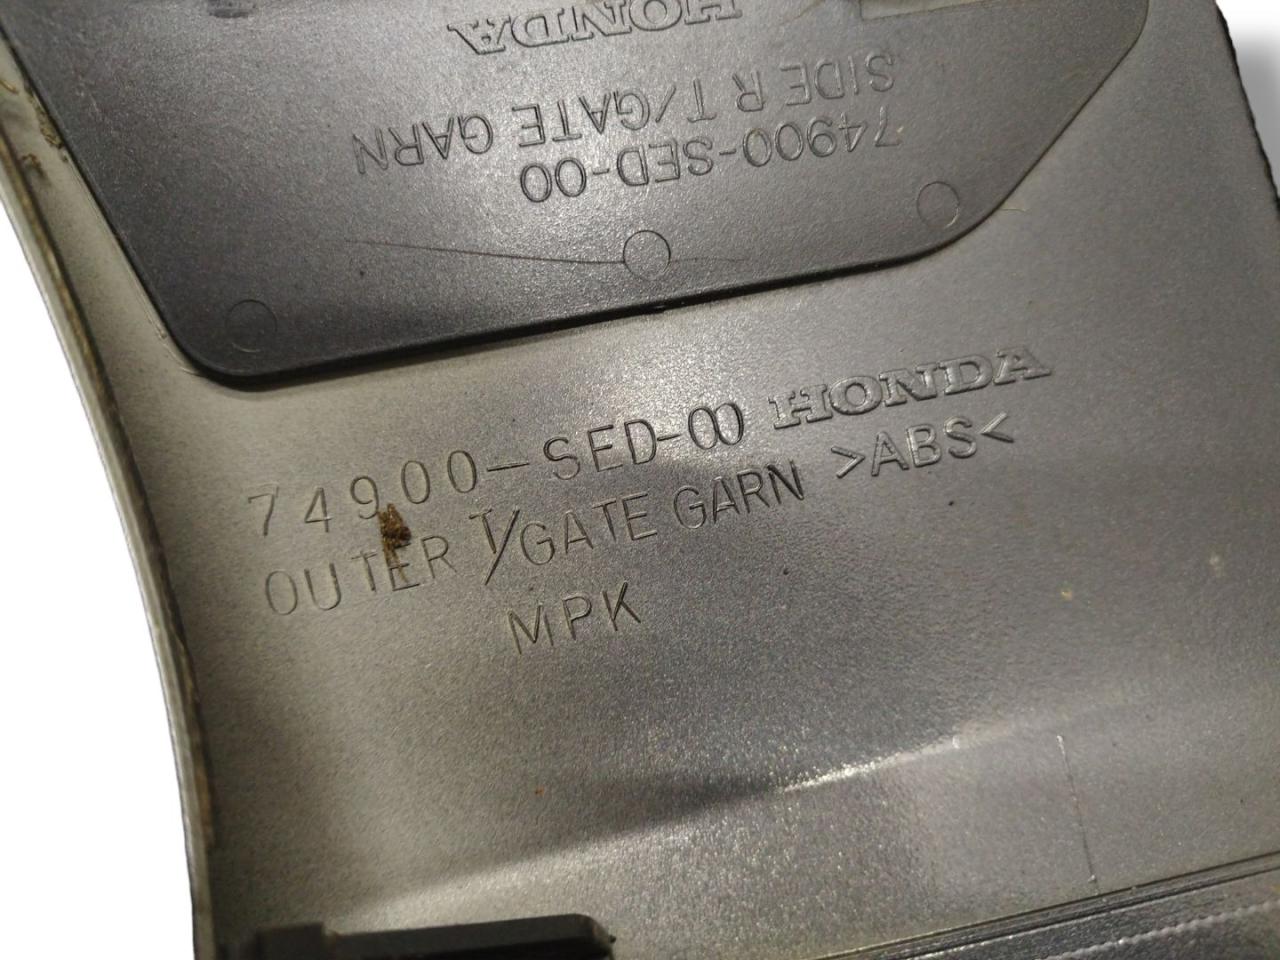 HONDA
SIDE R T/GATE GARN
74900-SED-00
74900-SED-00 HONDA
OUTER T/GATE GARN >ABS<
MPK